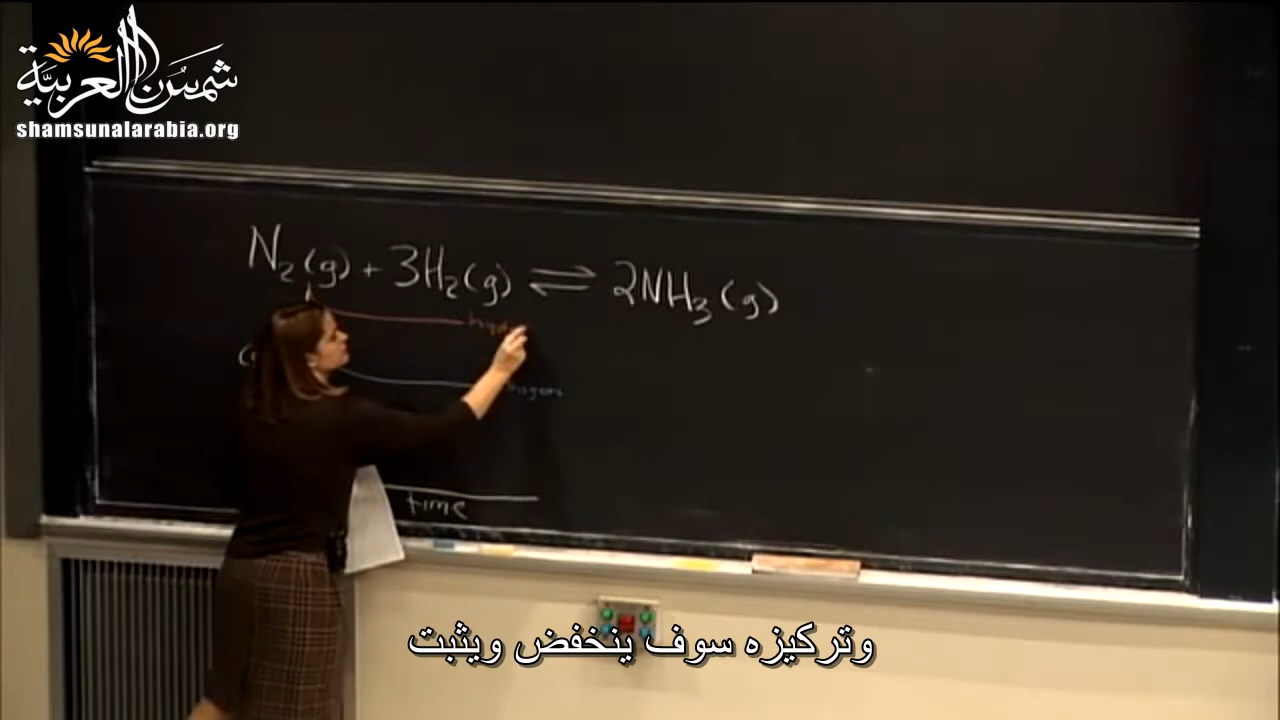 شمس العربية
shamsunalarabia.org
N₂(g) + 3H₂(g) ⇌ 2NH₃(g)
time
وتركيزه سوف ينخفض ويثبت